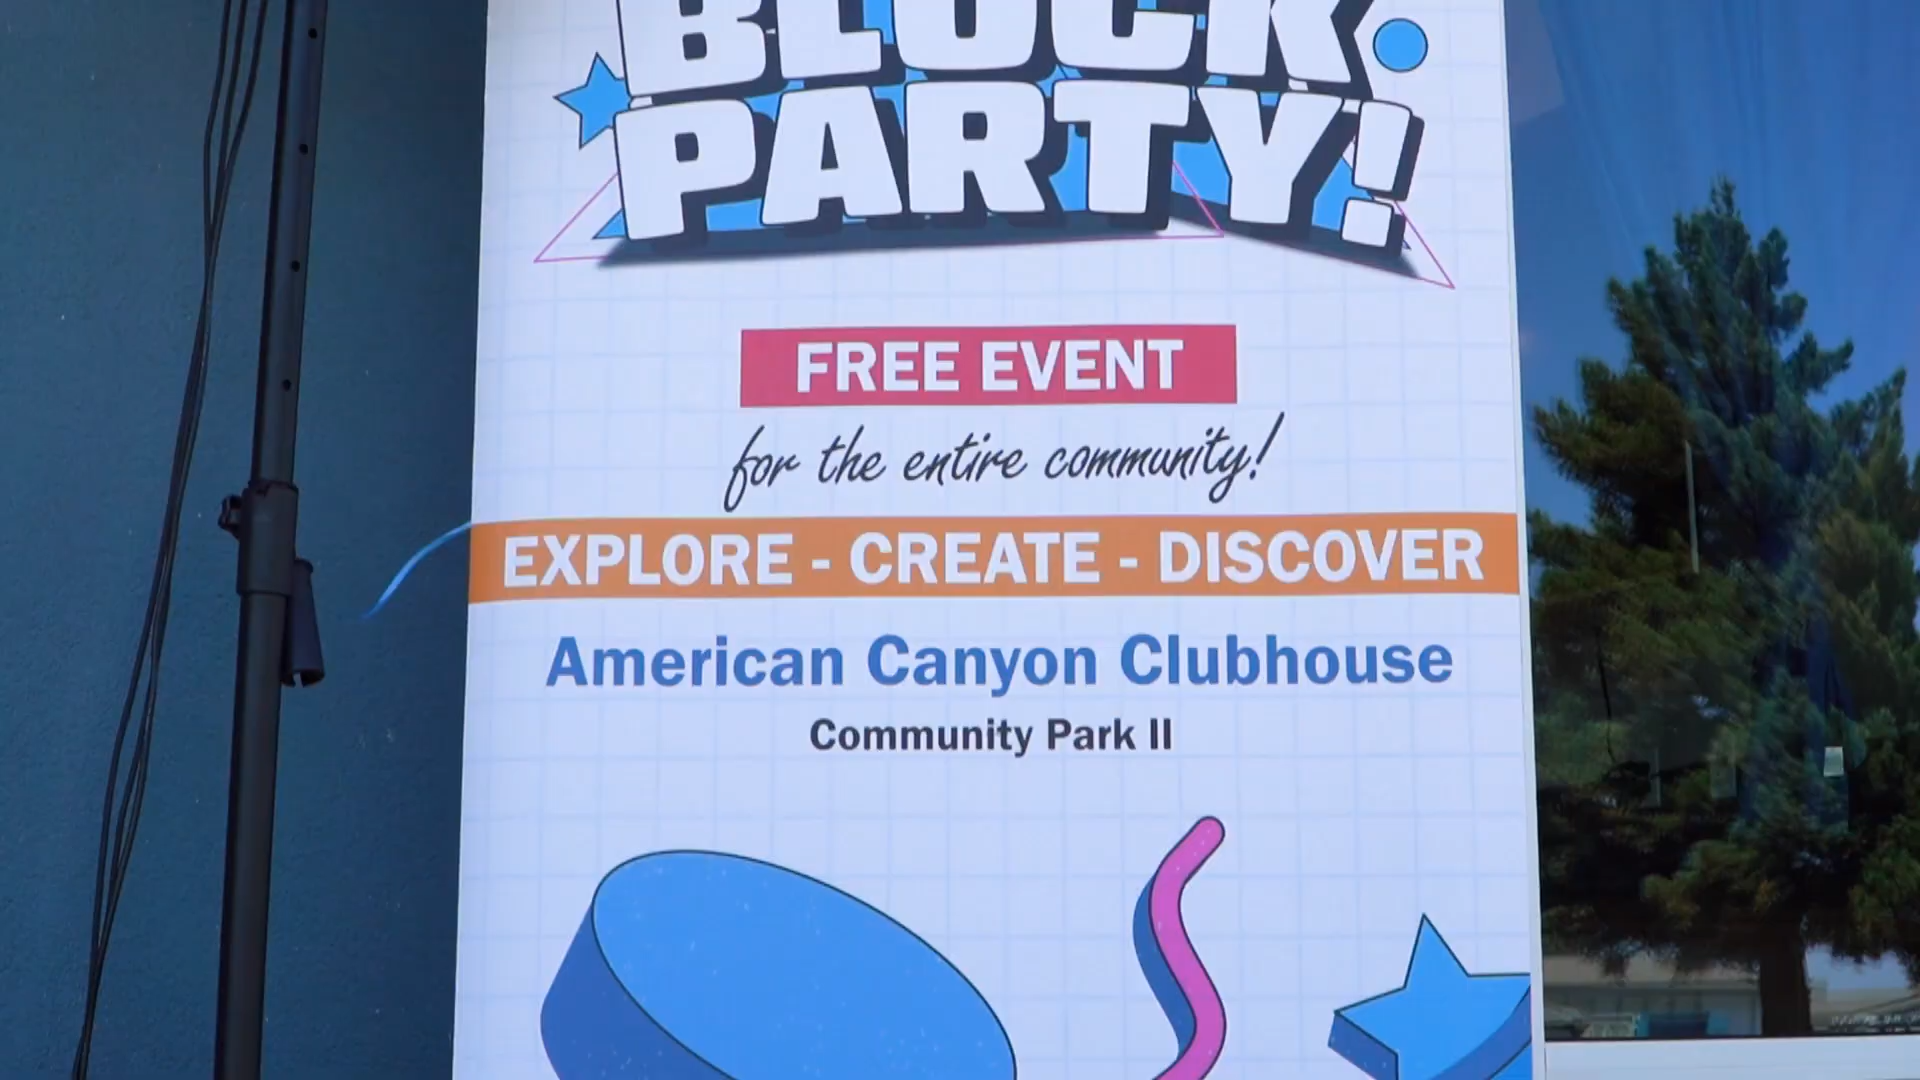 BLOCK
PARTY!
FREE EVENT
for the entire community!
EXPLORE - CREATE - DISCOVER
American Canyon Clubhouse
Community Park II